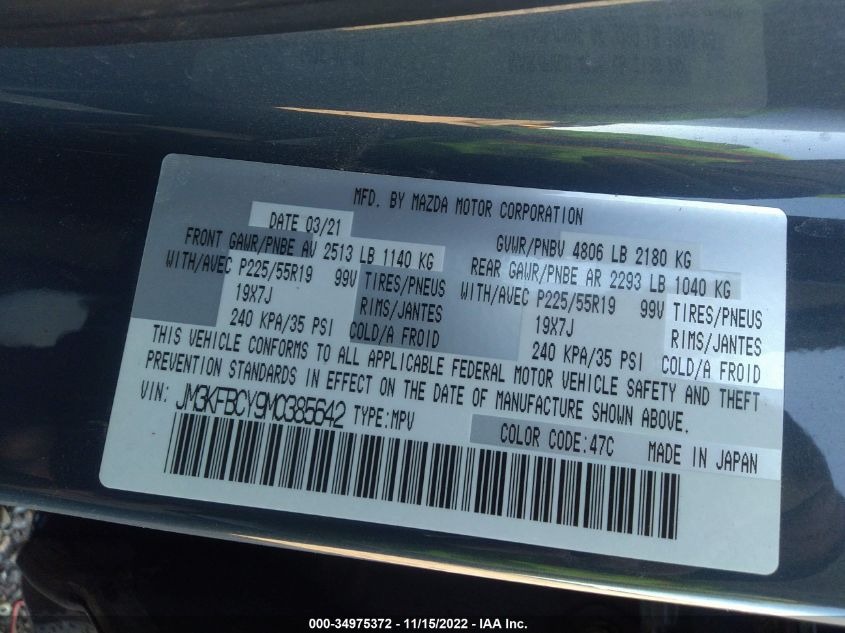 MFD. BY MAZDA MOTOR CORPORATION
DATE 03/21
GVWR/PNBV 4806 LB 2180 KG
FRONT GAWR/PNBE AV 2513 LB 1140 KG
REAR GAWR/PNBE AR 2293 LB 1040 KG
WITH/AVEC P225/55R19 99V TIRES/PNEUS
WITH/AVEC P225/55R19 99V TIRES/PNEUS
19X7J RIMS/JANTES
19X7J RIMS/JANTES
240 KPA/35 PSI COLD/A FROID
240 KPA/35 PSI COLD/A FROID
THIS VEHICLE CONFORMS TO ALL APPLICABLE FEDERAL MOTOR VEHICLE SAFETY AND THEFT
PREVENTION STANDARDS IN EFFECT ON THE DATE OF MANUFACTURE SHOWN ABOVE.
VIN: JM3KFBCY9M0385642 TYPE:MPV
COLOR CODE:47C MADE IN JAPAN
000-34975372 - 11/15/2022 - IAA Inc.